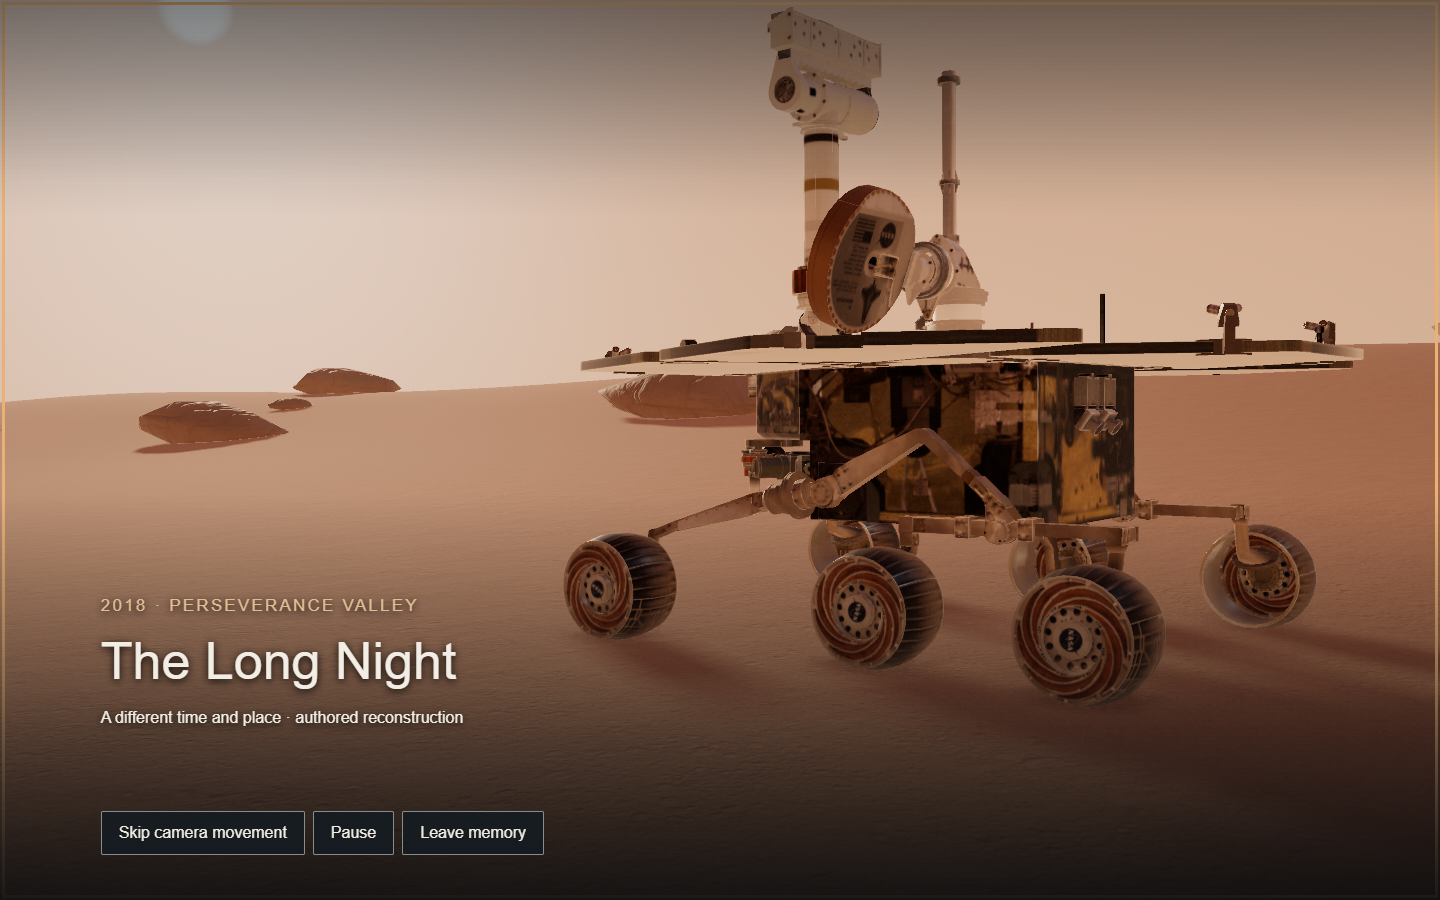 2018 · PERSEVERANCE VALLEY
The Long Night
A different time and place · authored reconstruction
Skip camera movement
Pause
Leave memory